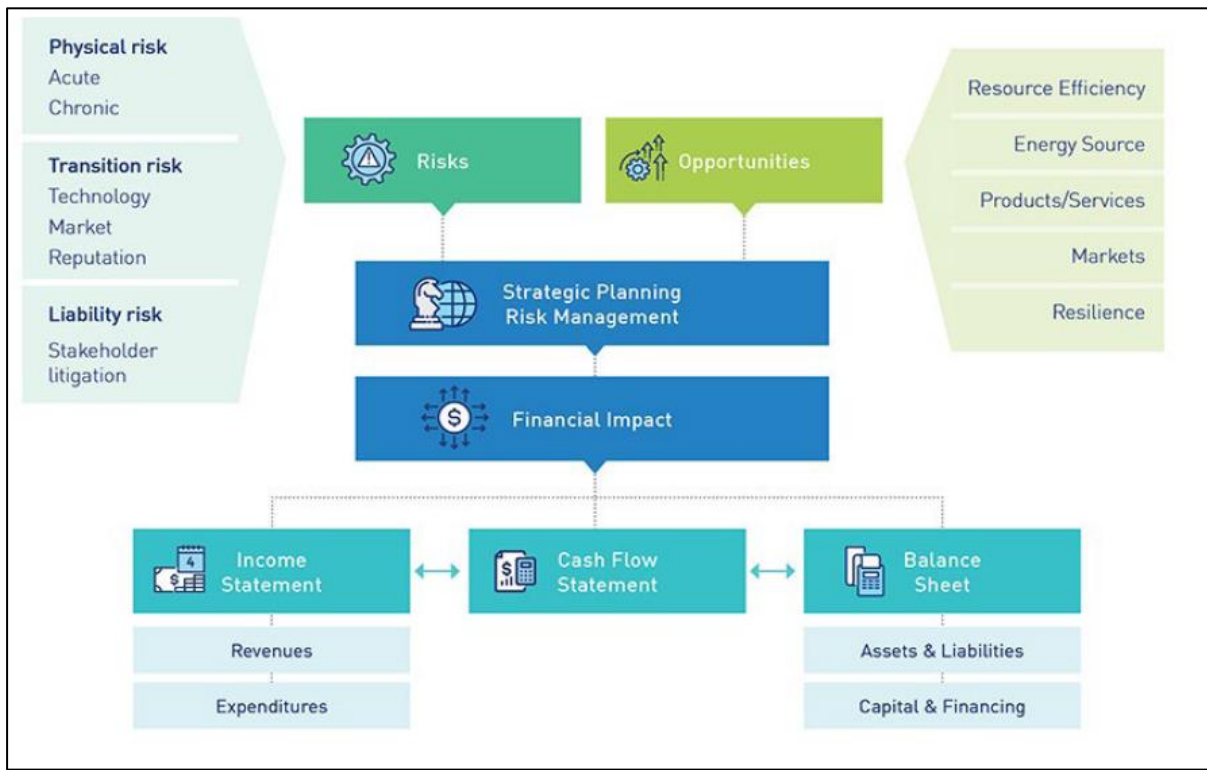 Physical risk
Acute
Chronic
Transition risk
Technology
Market
Reputation
Liability risk
Stakeholder
litigation
Risks
Opportunities
Resource Efficiency
Energy Source
Products/Services
Markets
Resilience
Strategic Planning
Risk Management
$
Financial Impact
4
$
Income
Statement
$
Cash Flow
Statement
Balance
Sheet
Revenues
Expenditures
Assets & Liabilities
Capital & Financing